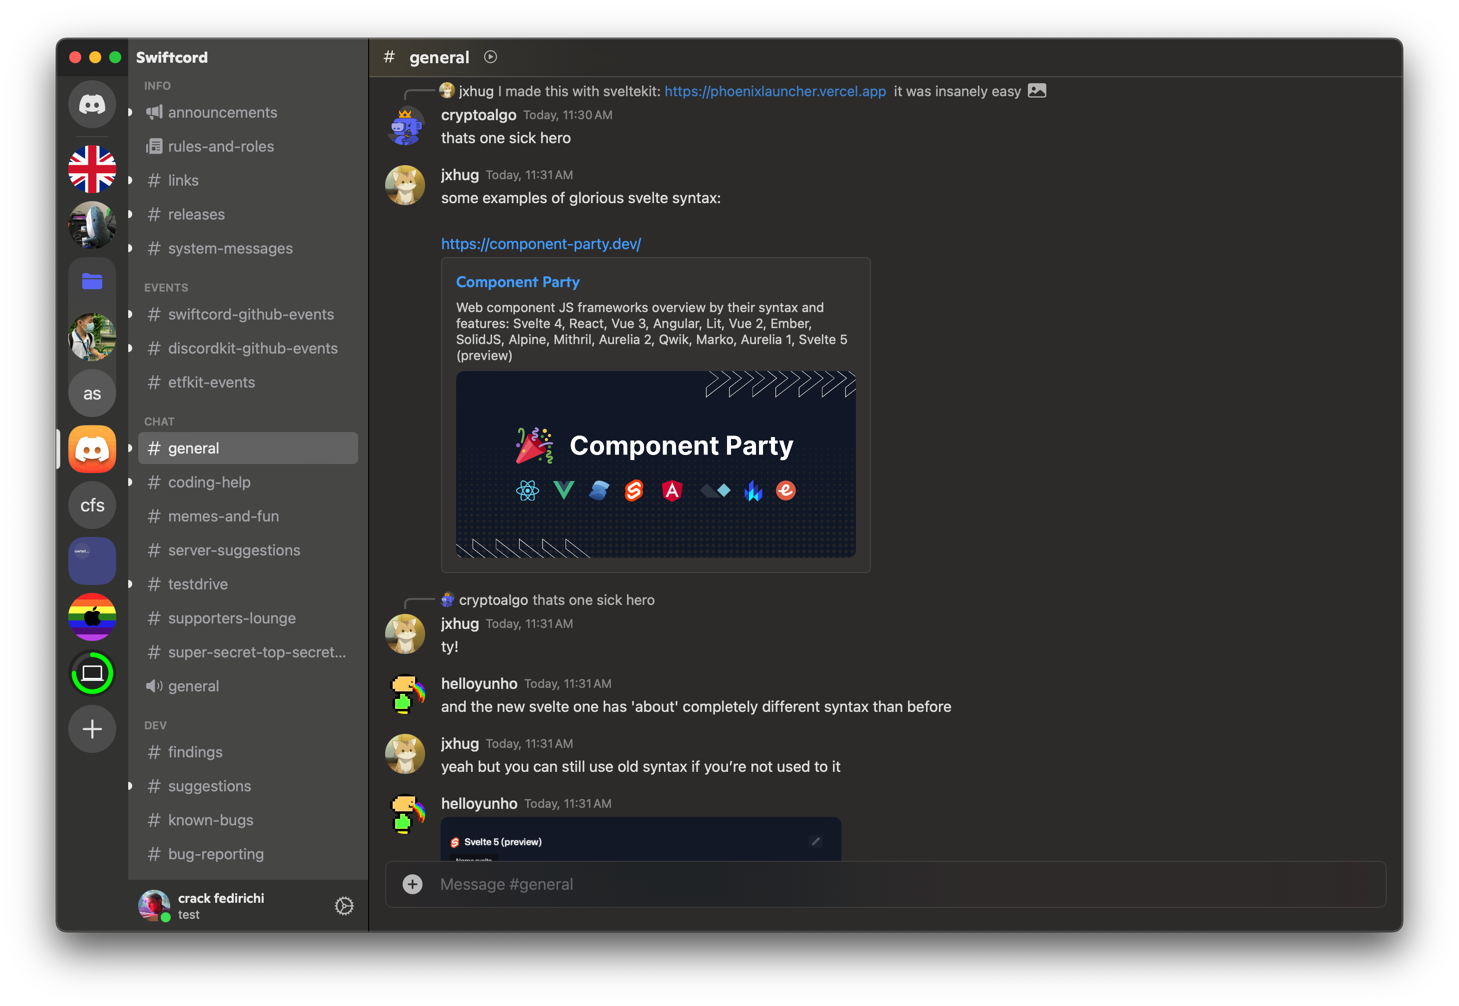 Swiftcord
INFO
announcements
rules-and-roles
# links
# releases
# system-messages
EVENTS
# swiftcord-github-events
# discordkit-github-events
# etfkit-events
CHAT
# general
# coding-help
# memes-and-fun
# server-suggestions
# testdrive
# supporters-lounge
# super-secret-top-secret...
general
DEV
# findings
# suggestions
# known-bugs
# bug-reporting
as
cfs
crack fedirichi
test
# general
jxhug I made this with sveltekit: https://phoenixlauncher.vercel.app it was insanely easy
cryptoalgo Today, 11:30 AM
thats one sick hero
jxhug Today, 11:31 AM
some examples of glorious svelte syntax:
https://component-party.dev/
Component Party
Web component JS frameworks overview by their syntax and
features: Svelte 4, React, Vue 3, Angular, Lit, Vue 2, Ember,
SolidJS, Alpine, Mithril, Aurelia 2, Qwik, Marko, Aurelia 1, Svelte 5
(preview)
Component Party
cryptoalgo thats one sick hero
jxhug Today, 11:31 AM
ty!
helloyunho Today, 11:31 AM
and the new svelte one has 'about' completely different syntax than before
jxhug Today, 11:31 AM
yeah but you can still use old syntax if you’re not used to it
helloyunho Today, 11:31 AM
Svelte 5 (preview)
Message #general